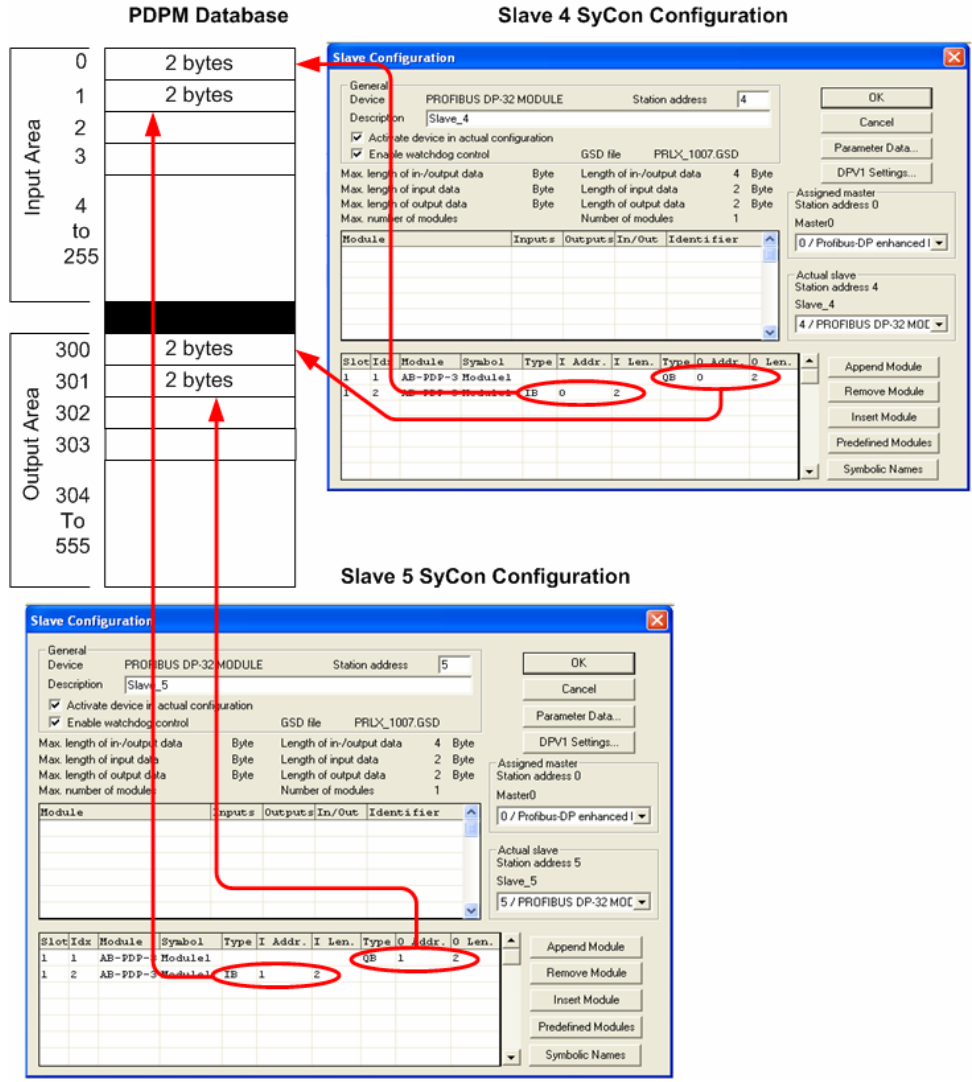 PDPM Database
Slave 4 SyCon Configuration
Input Area
0
2 bytes
1
2 bytes
2
3
4
to
255
Output Area
300
2 bytes
301
2 bytes
302
303
304
To
555
Slave Configuration
General
Device PROFIBUS DP-32 MODULE Station address 4
Description Slave_4
Activate device in actual configuration
Enable watchdog control GSD file PRLX_1007.GSD
Max. length of in-/output data Byte Length of in-/output data 4 Byte
Max. length of input data Byte Length of input data 2 Byte
Max. length of output data Byte Length of output data 2 Byte
Max. number of modules Number of modules 1
OK
Cancel
Parameter Data...
DPV1 Settings...
Assigned master
Station address 0
Master0
0 / Profibus-DP enhanced
Module Inputs Outputs In/Out Identifier
Actual slave
Station address 4
Slave_4
4 / PROFIBUS DP-32 MOD
Slot Idx Module Symbol Type I Addr. I Len. Type O Addr. O Len.
1 1 AB-PDP-3 Module1 QB 0 2
1 2 AB-PDP-3 Module1 IB 0 2
Append Module
Remove Module
Insert Module
Predefined Modules
Symbolic Names
Slave 5 SyCon Configuration
Slave Configuration
General
Device PROFIBUS DP-32 MODULE Station address 5
Description Slave_5
Activate device in actual configuration
Enable watchdog control GSD file PRLX_1007.GSD
Max. length of in-/output data Byte Length of in-/output data 4 Byte
Max. length of input data Byte Length of input data 2 Byte
Max. length of output data Byte Length of output data 2 Byte
Max. number of modules Number of modules 1
OK
Cancel
Parameter Data...
DPV1 Settings...
Assigned master
Station address 0
Master0
0 / Profibus-DP enhanced
Module Inputs Outputs In/Out Identifier
Actual slave
Station address 5
Slave_5
5 / PROFIBUS DP-32 MOD
Slot Idx Module Symbol Type I Addr. I Len. Type O Addr. O Len.
1 1 AB-PDP-3 Module1 QB 1 2
1 2 AB-PDP-3 Module1 IB 1 2
Append Module
Remove Module
Insert Module
Predefined Modules
Symbolic Names